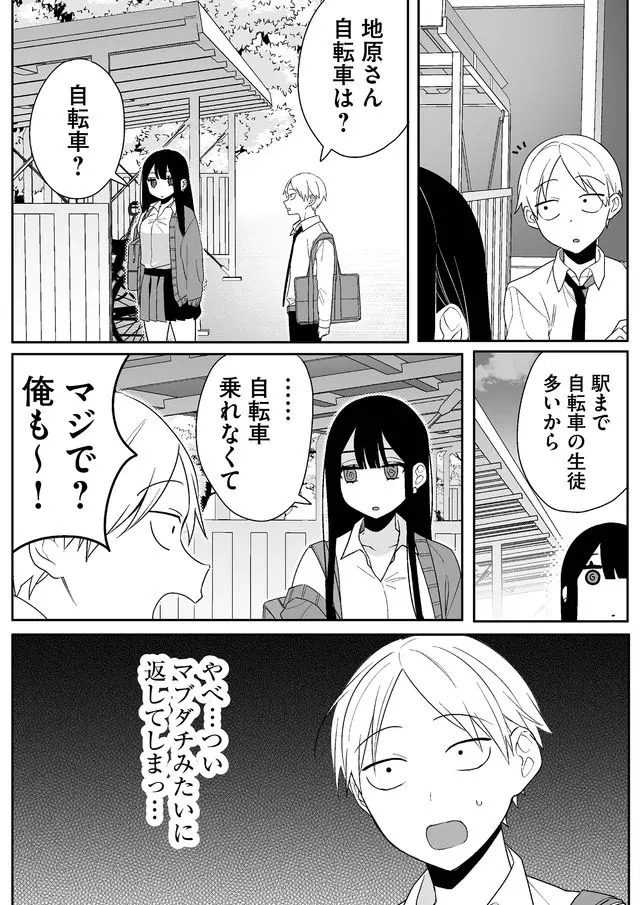 地原さん
自転車は？
自転車？
駅まで
自転車の生徒
多いから
……
自転車
乗れなくて
マジで？
俺も～！
やべ…つい
マブダチみたいに
返してしまっ…